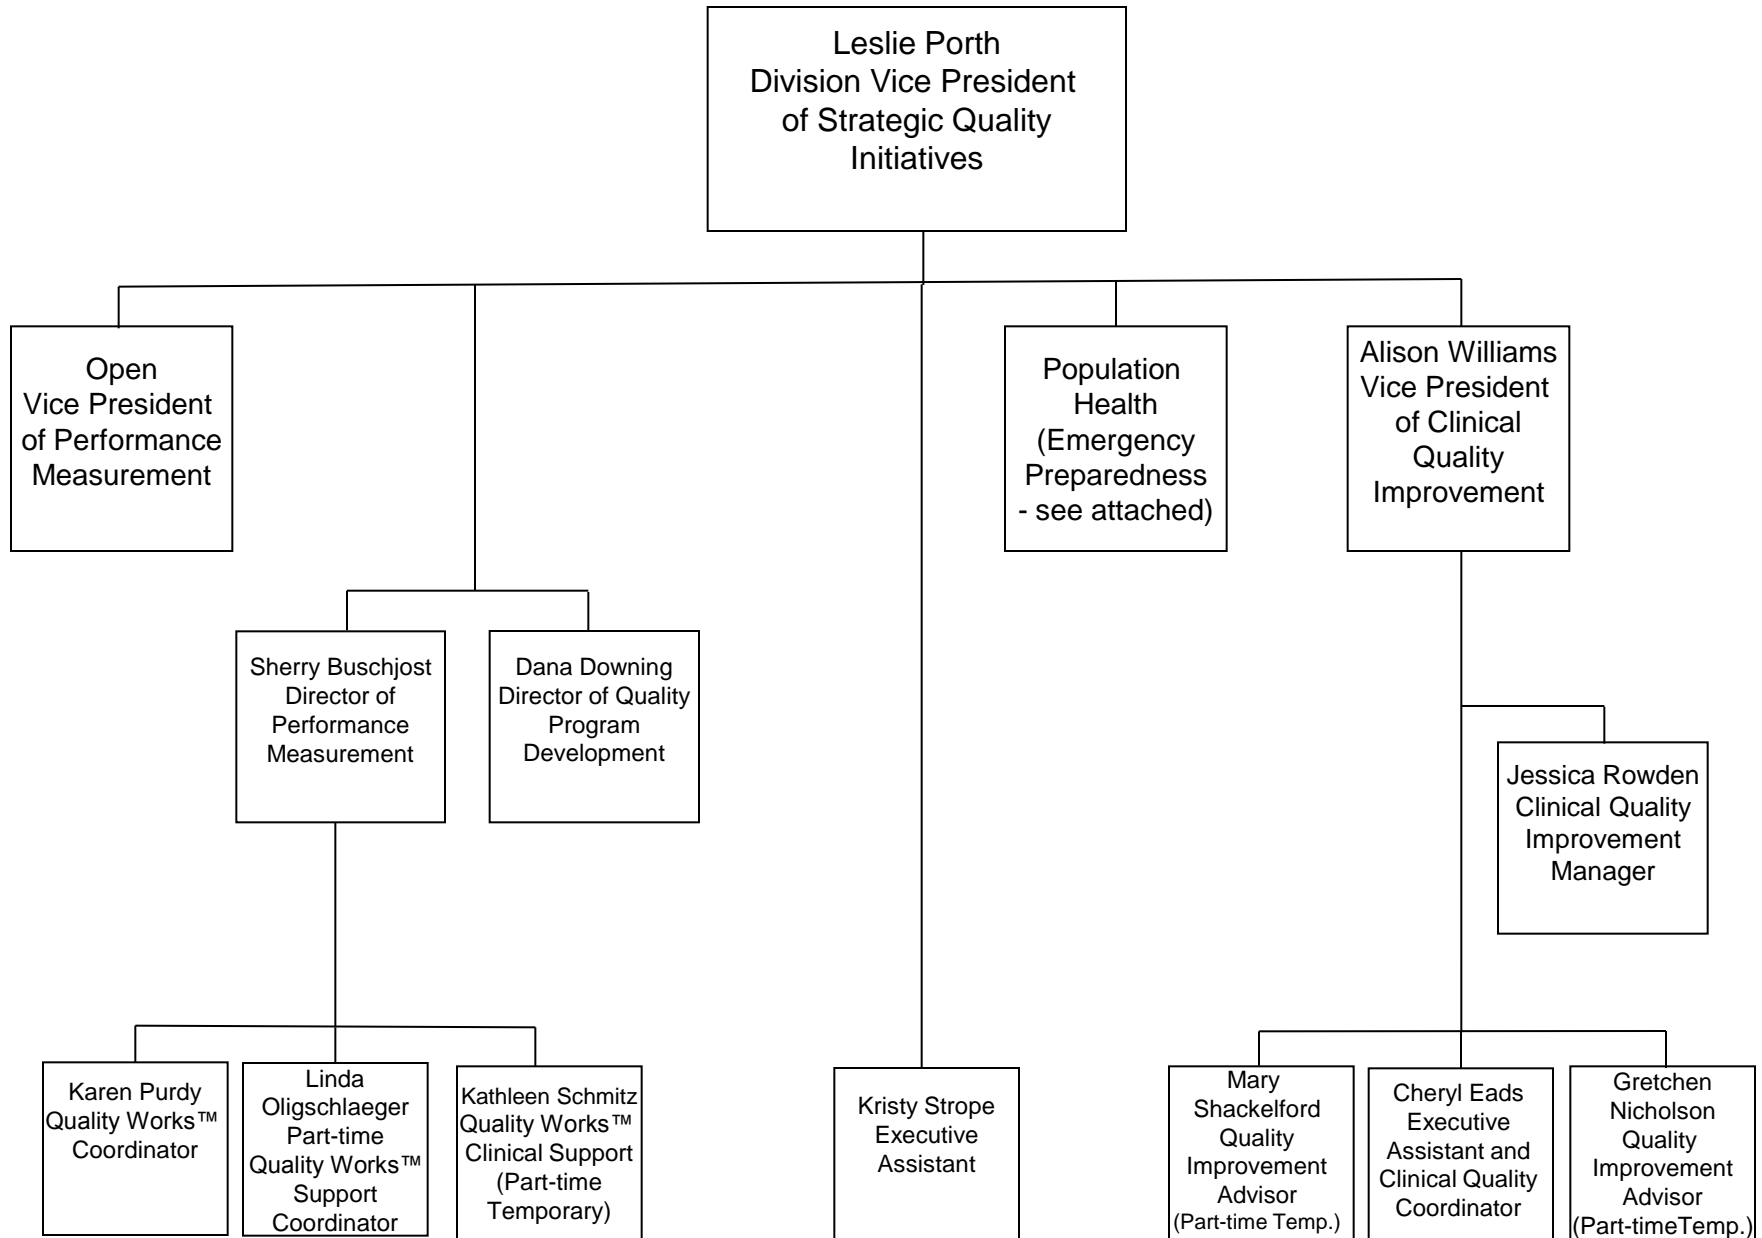 Leslie Porth
Division Vice President
of Strategic Quality
Initiatives
Open
Vice President
of Performance
Measurement
Population
Health
(Emergency
Preparedness
- see attached)
Alison Williams
Vice President
of Clinical
Quality
Improvement
Sherry Buschjost
Director of
Performance
Measurement
Dana Downing
Director of Quality
Program
Development
Jessica Rowden
Clinical Quality
Improvement
Manager
Karen Purdy
Quality Works™
Coordinator
Linda
Oligschlaeger
Part-time
Quality Works™
Support
Coordinator
Kathleen Schmitz
Quality Works™
Clinical Support
(Part-time
Temporary)
Kristy Strope
Executive
Assistant
Mary
Shackelford
Quality
Improvement
Advisor
(Part-time Temp.)
Cheryl Eads
Executive
Assistant and
Clinical Quality
Coordinator
Gretchen
Nicholson
Quality
Improvement
Advisor
(Part-timeTemp.)